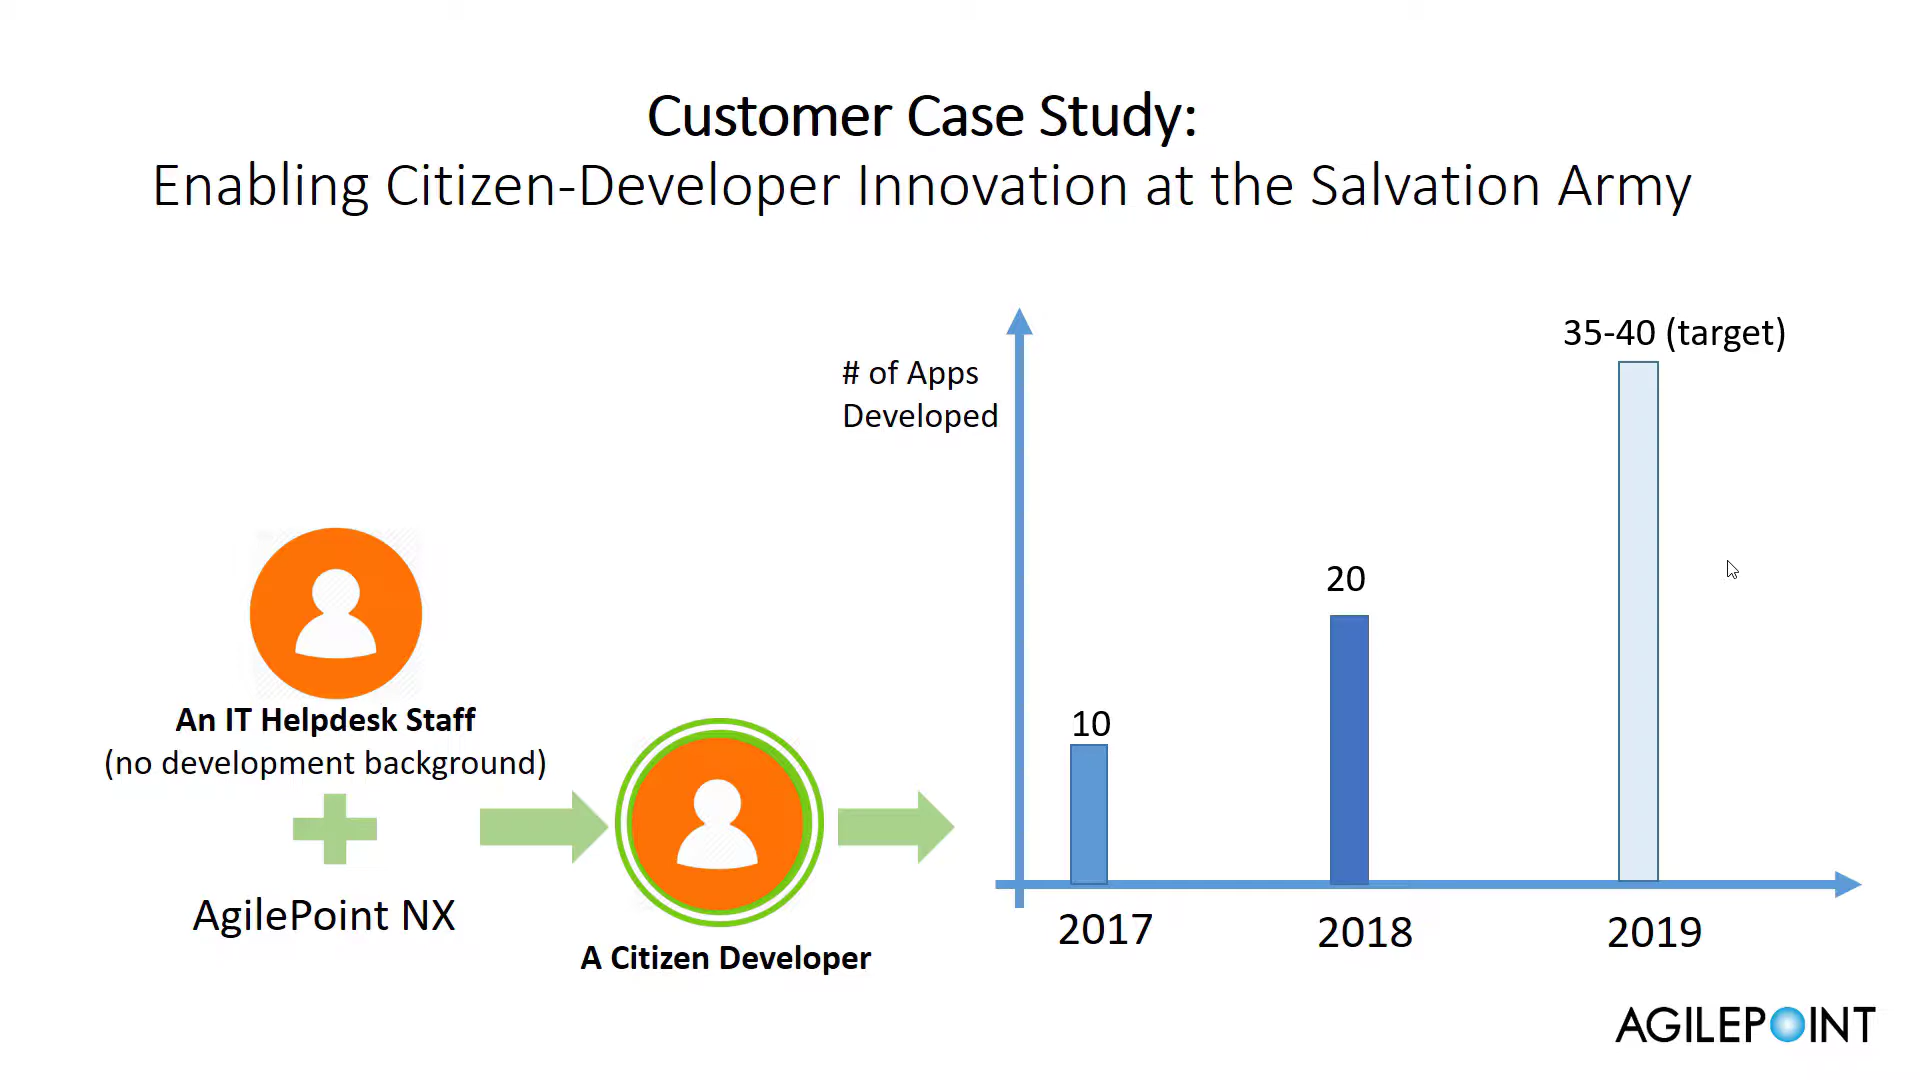 Customer Case Study:
Enabling Citizen-Developer Innovation at the Salvation Army
An IT Helpdesk Staff
(no development background)
AgilePoint NX
A Citizen Developer
# of Apps
Developed
10
20
35-40 (target)
2017
2018
2019
AGILEPOINT